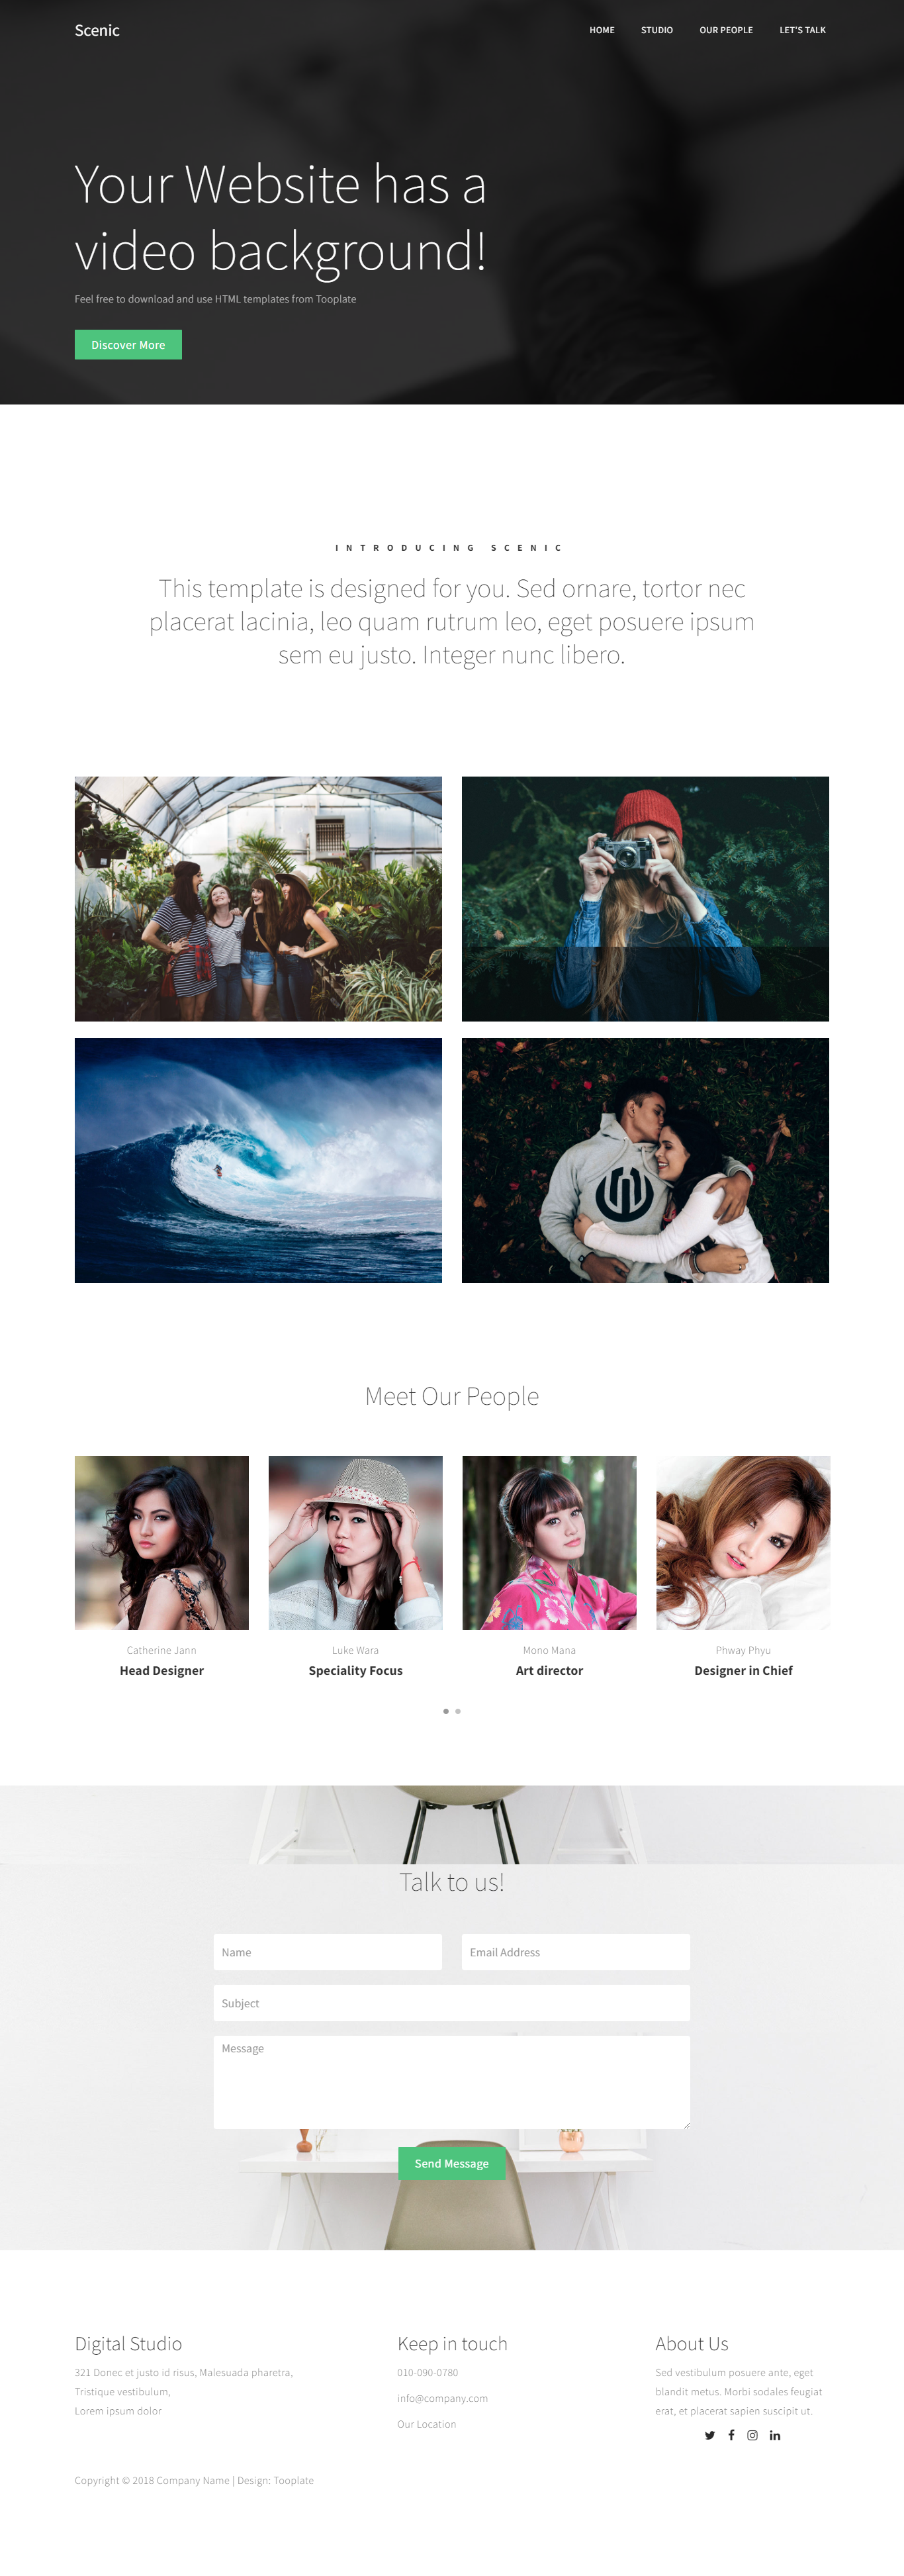 Scenic
HOME STUDIO OUR PEOPLE LET'S TALK
Your Website has a
video background!
Feel free to download and use HTML templates from Tooplate
Discover More
INTRODUCING SCENIC
This template is designed for you. Sed ornare, tortor nec
placerat lacinia, leo quam rutrum leo, eget posuere ipsum
sem eu justo. Integer nunc libero.
Meet Our People
Catherine Jann
Head Designer
Luke Wara
Speciality Focus
Mono Mana
Art director
Phway Phyu
Designer in Chief
Talk to us!
Name
Email Address
Subject
Message
Send Message
Digital Studio
321 Donec et justo id risus, Malesuada pharetra,
Tristique vestibulum,
Lorem ipsum dolor
Keep in touch
010-090-0780
info@company.com
Our Location
About Us
Sed vestibulum posuere ante, eget
blandit metus. Morbi sodales feugiat
erat, et placerat sapien suscipit ut.
Copyright © 2018 Company Name | Design: Tooplate